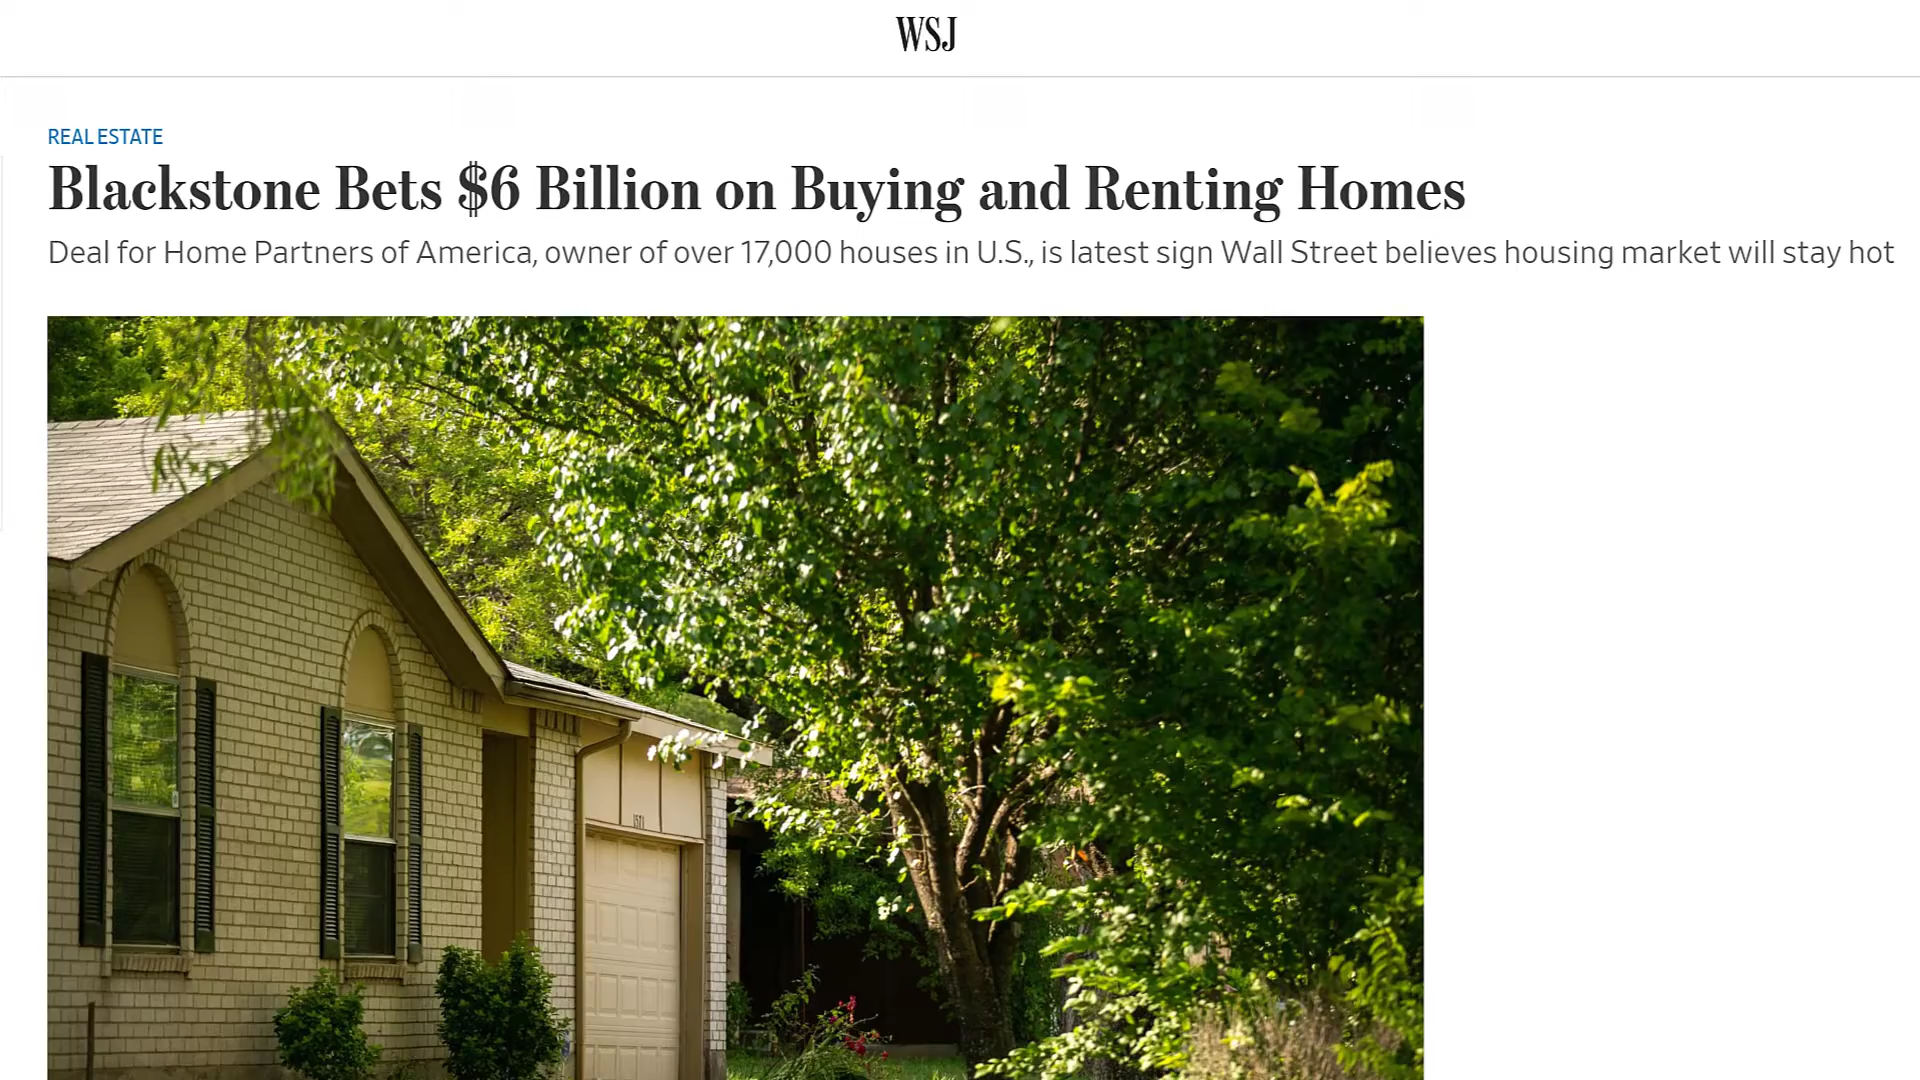 WSJ
REAL ESTATE
Blackstone Bets $6 Billion on Buying and Renting Homes
Deal for Home Partners of America, owner of over 17,000 houses in U.S., is latest sign Wall Street believes housing market will stay hot
1571